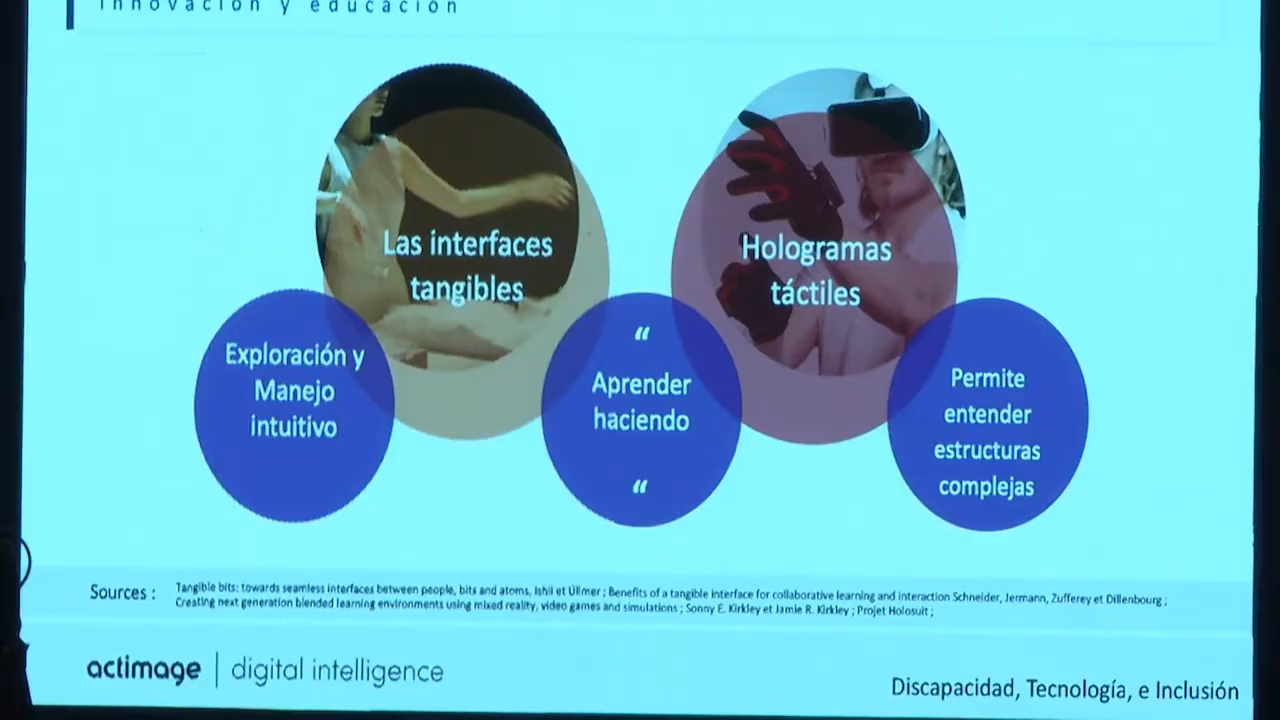 innovación y educación
Las interfaces
tangibles
Hologramas
táctiles
Exploración y
Manejo
intuitivo
“
Aprender
haciendo
“
Permite
entender
estructuras
complejas
Sources :
Tangible bits: towards seamless interfaces between people, bits and atoms, Ishii et Ullmer ; Benefits of a tangible interface for collaborative learning and interaction Schneider, Jermann, Zufferey et Dillenbourg ;
Creating next generation blended learning environments using mixed reality, video games and simulations ; Sonny E. Kirkley et Jamie R. Kirkley ; Projet Holosuit ;
actimage | digital intelligence
Discapacidad, Tecnología, e Inclusión